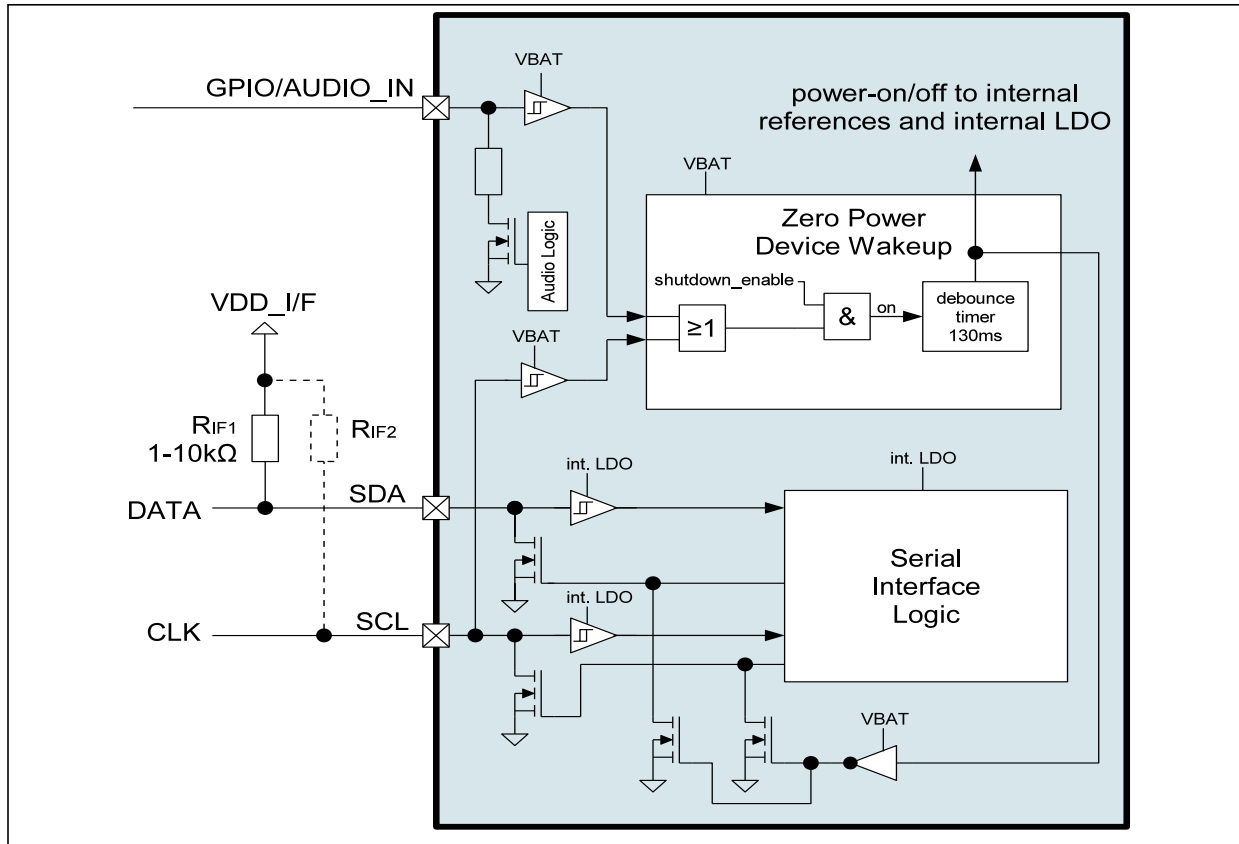 VBAT
GPIO/AUDIO_IN
power-on/off to internal
references and internal LDO
VBAT
Zero Power
Device Wakeup
Audio Logic
shutdown_enable
VDD_I/F
≥1
&
on
debounce
timer
130ms
VBAT
RIF1
1-10kΩ
RIF2
int. LDO
int. LDO
SDA
DATA
Serial
Interface
Logic
int. LDO
SCL
CLK
VBAT